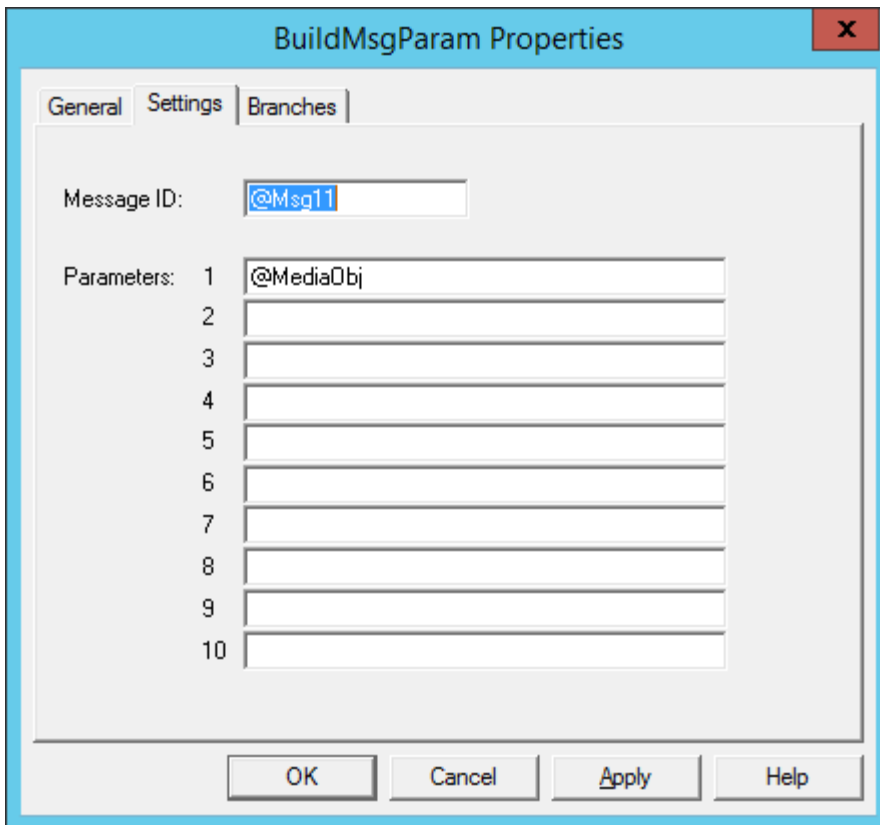 BuildMsgParam Properties
x
General Settings Branches
Message ID: @Msg11
Parameters: 1 @MediaObj
2
3
4
5
6
7
8
9
10
OK Cancel Apply Help